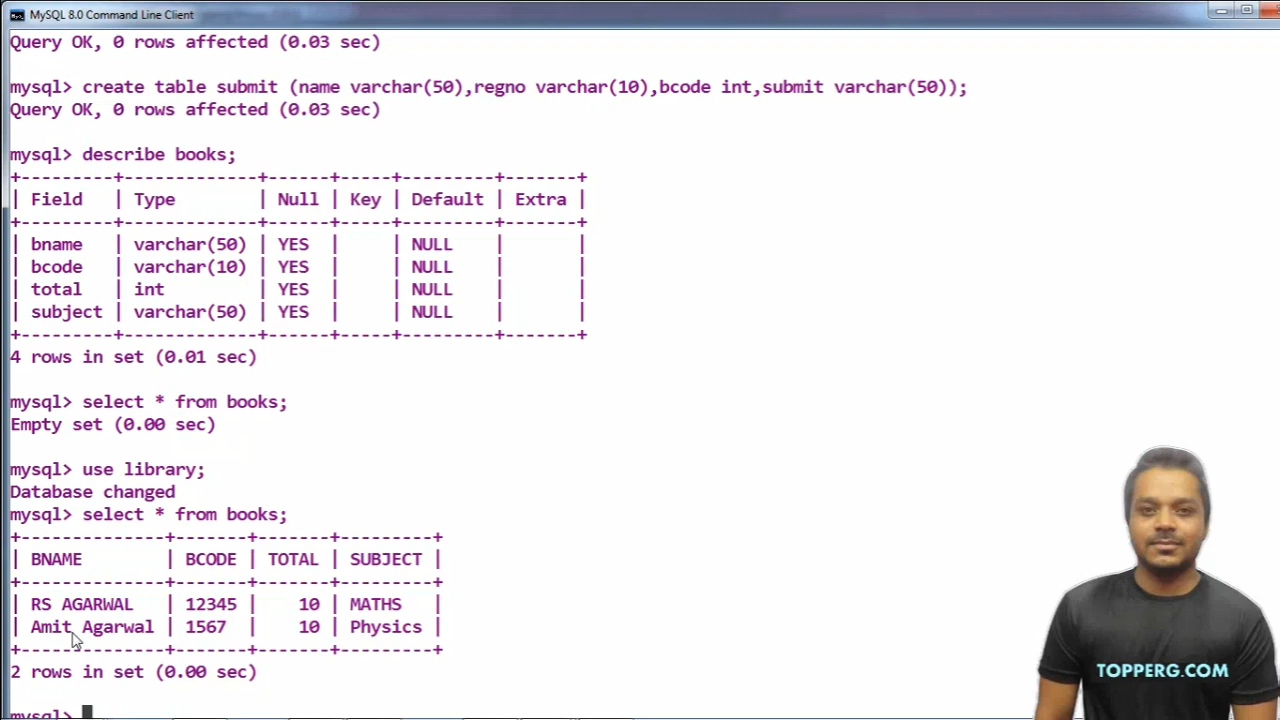 MySQL 8.0 Command Line Client
Query OK, 0 rows affected (0.03 sec)
mysql> create table submit (name varchar(50),regno varchar(10),bcode int,submit varchar(50));
Query OK, 0 rows affected (0.03 sec)
mysql> describe books;
+---------+-------------+------+-----+---------+-------+
| Field   | Type        | Null | Key | Default | Extra |
+---------+-------------+------+-----+---------+-------+
| bname   | varchar(50) | YES  |     | NULL    |       |
| bcode   | varchar(10) | YES  |     | NULL    |       |
| total   | int         | YES  |     | NULL    |       |
| subject | varchar(50) | YES  |     | NULL    |       |
+---------+-------------+------+-----+---------+-------+
4 rows in set (0.01 sec)
mysql> select * from books;
Empty set (0.00 sec)
mysql> use library;
Database changed
mysql> select * from books;
+--------------+-------+-------+---------+
| BNAME        | BCODE | TOTAL | SUBJECT |
+--------------+-------+-------+---------+
| RS AGARWAL   | 12345 |    10 | MATHS   |
| Amit Agarwal | 1567  |    10 | Physics |
+--------------+-------+-------+---------+
2 rows in set (0.00 sec)
mysql>
TOPPERG.COM